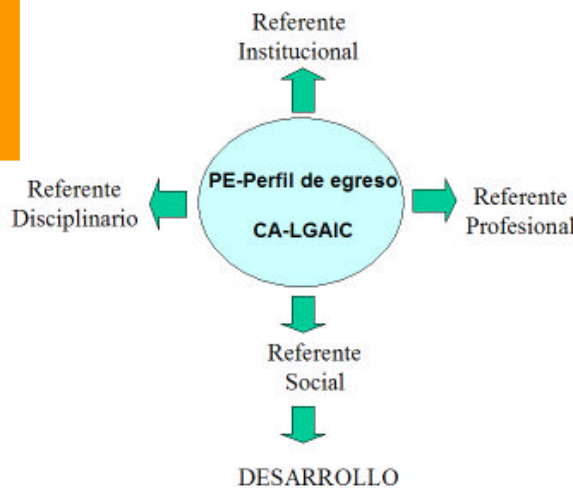 Referente
Institucional
PE-Perfil de egreso
CA-LGAIC
Referente
Disciplinario
Referente
Profesional
Referente
Social
DESARROLLO